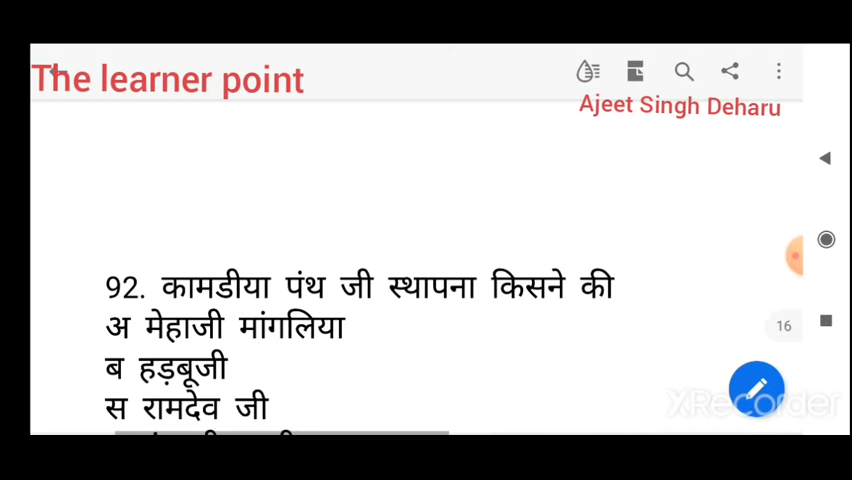 The learner point
Ajeet Singh Deharu
92. कामडीया पंथ जी स्थापना किसने की
अ मेहाजी मांगलिया
ब हड़बूजी
स रामदेव जी
16
XRecorder